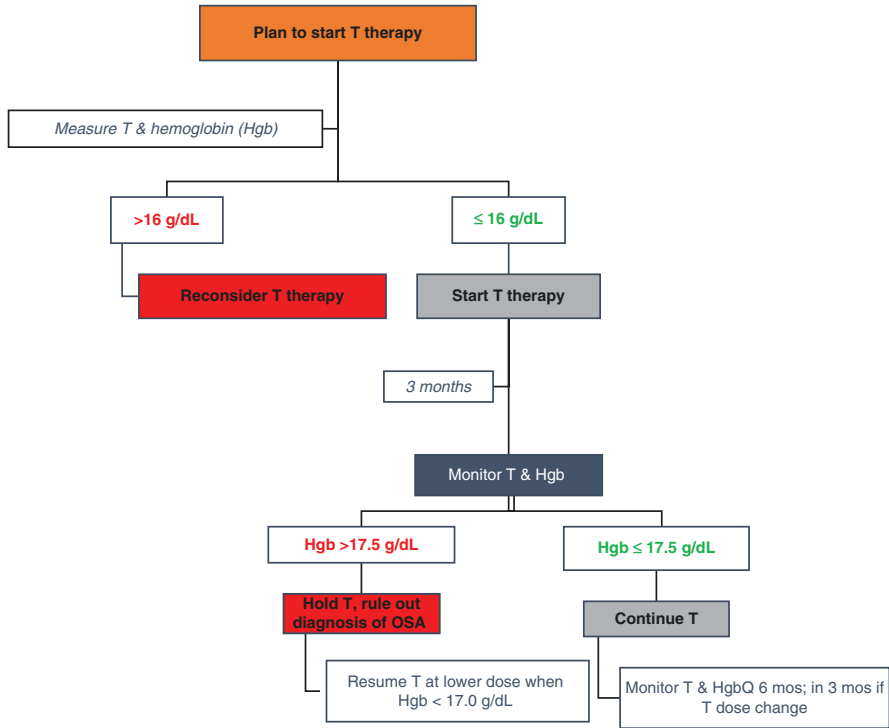 Plan to start T therapy
Measure T & hemoglobin (Hgb)
>16 g/dL
≤ 16 g/dL
Reconsider T therapy
Start T therapy
3 months
Monitor T & Hgb
Hgb >17.5 g/dL
Hgb ≤ 17.5 g/dL
Hold T, rule out
diagnosis of OSA
Continue T
Resume T at lower dose when
Hgb < 17.0 g/dL
Monitor T & HgbQ 6 mos; in 3 mos if
T dose change